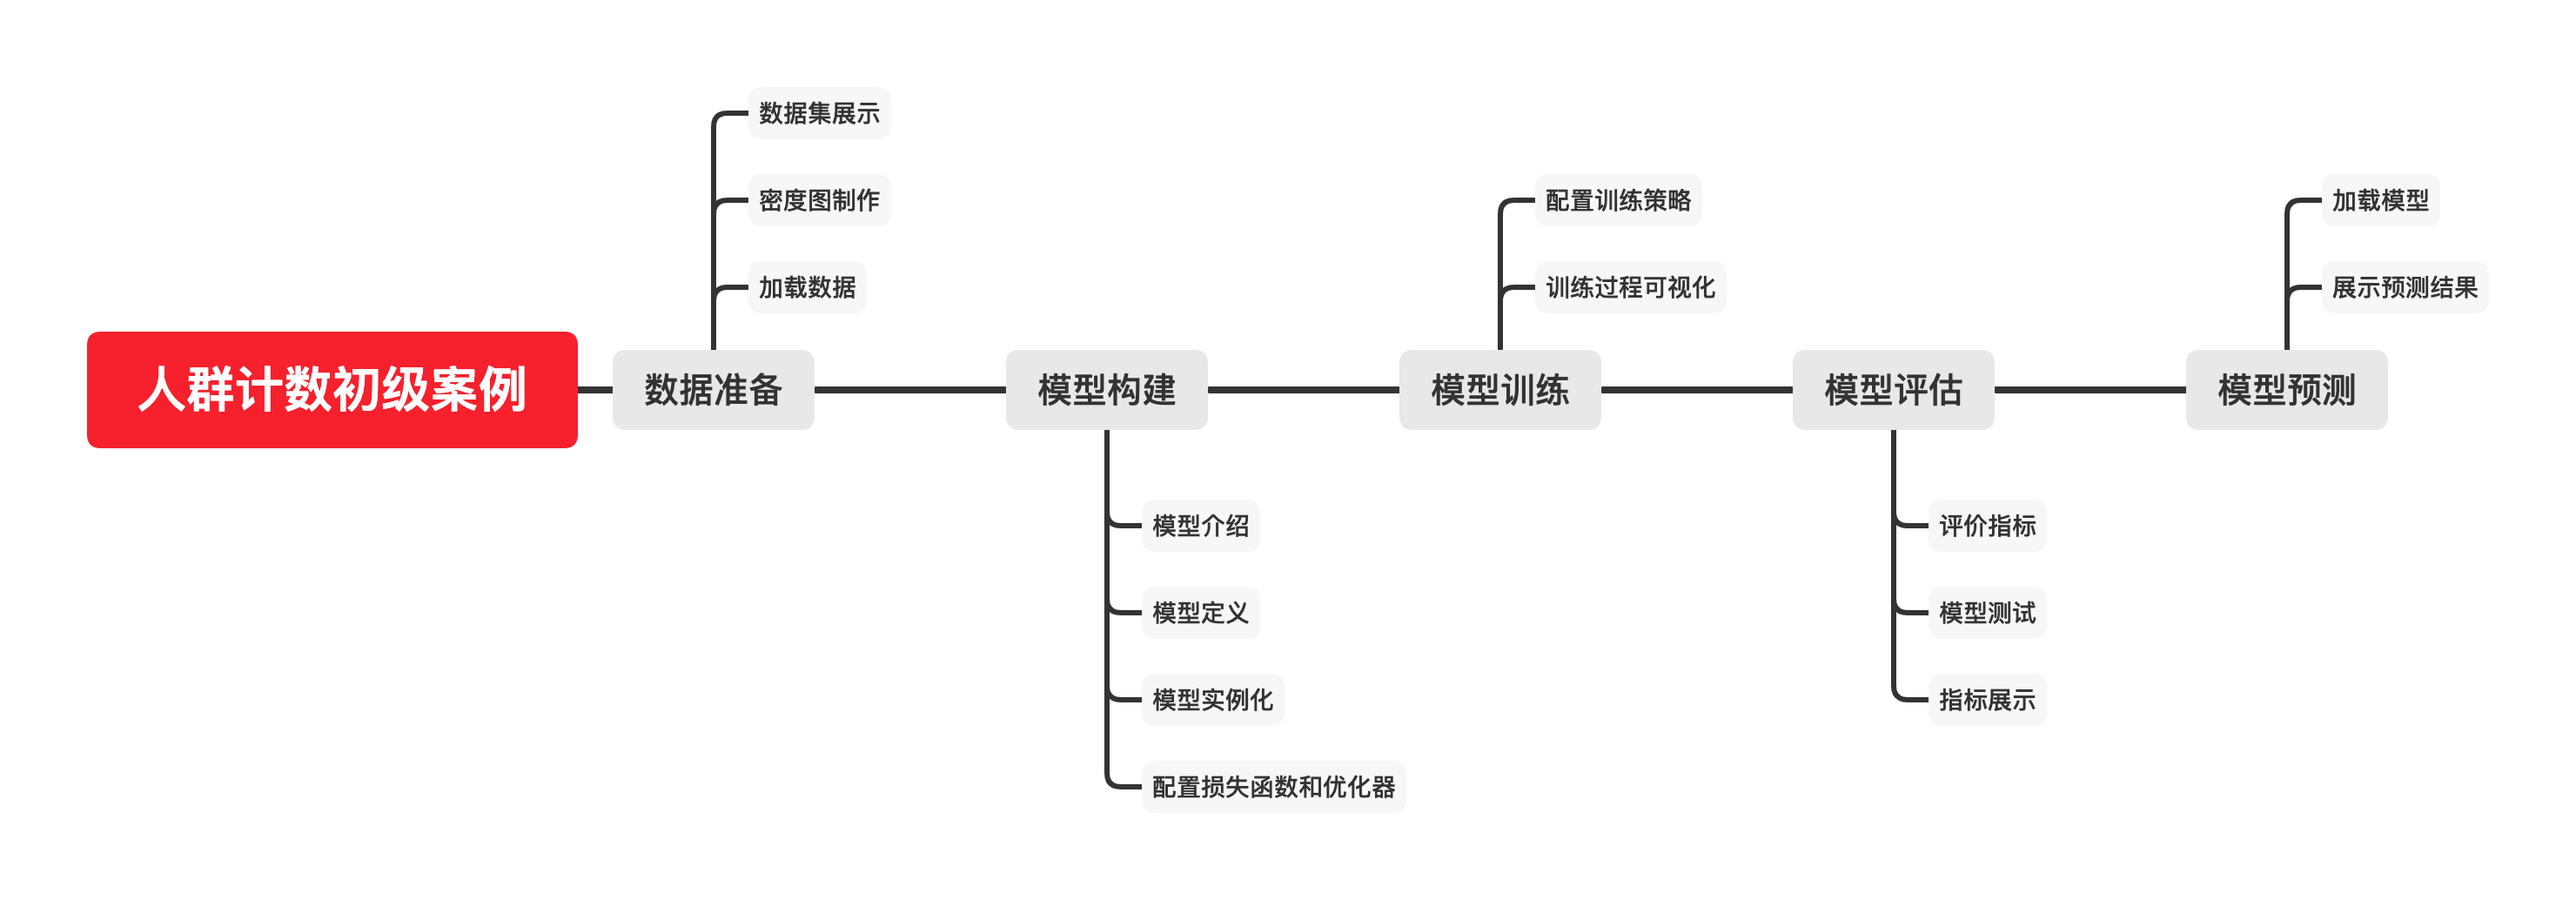 人群计数初级案例
数据准备
数据集展示
密度图制作
加载数据
模型构建
模型介绍
模型定义
模型实例化
配置损失函数和优化器
模型训练
配置训练策略
训练过程可视化
模型评估
评价指标
模型测试
指标展示
模型预测
加载模型
展示预测结果